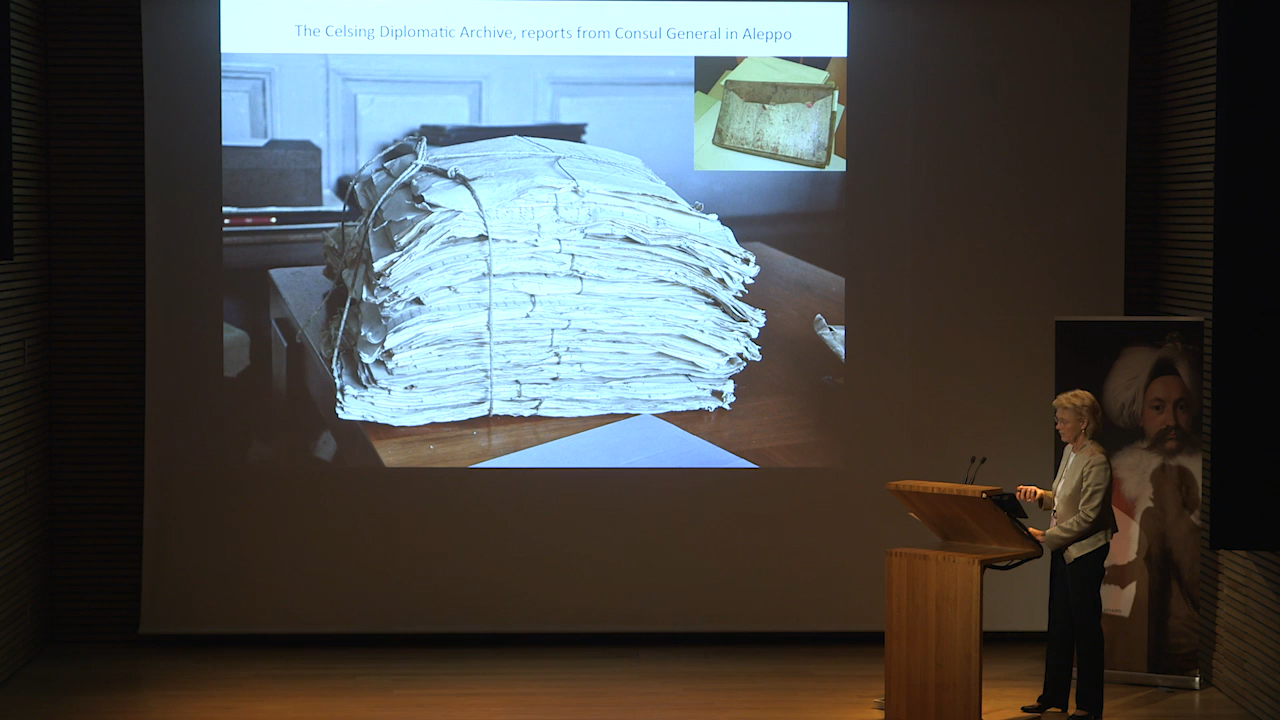 The Celsing Diplomatic Archive, reports from Consul General in Aleppo